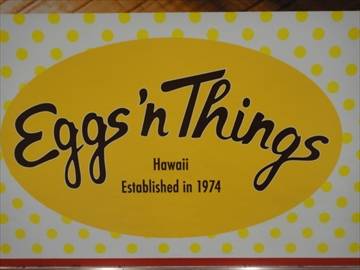 Eggs 'n Things
Hawaii
Established in 1974